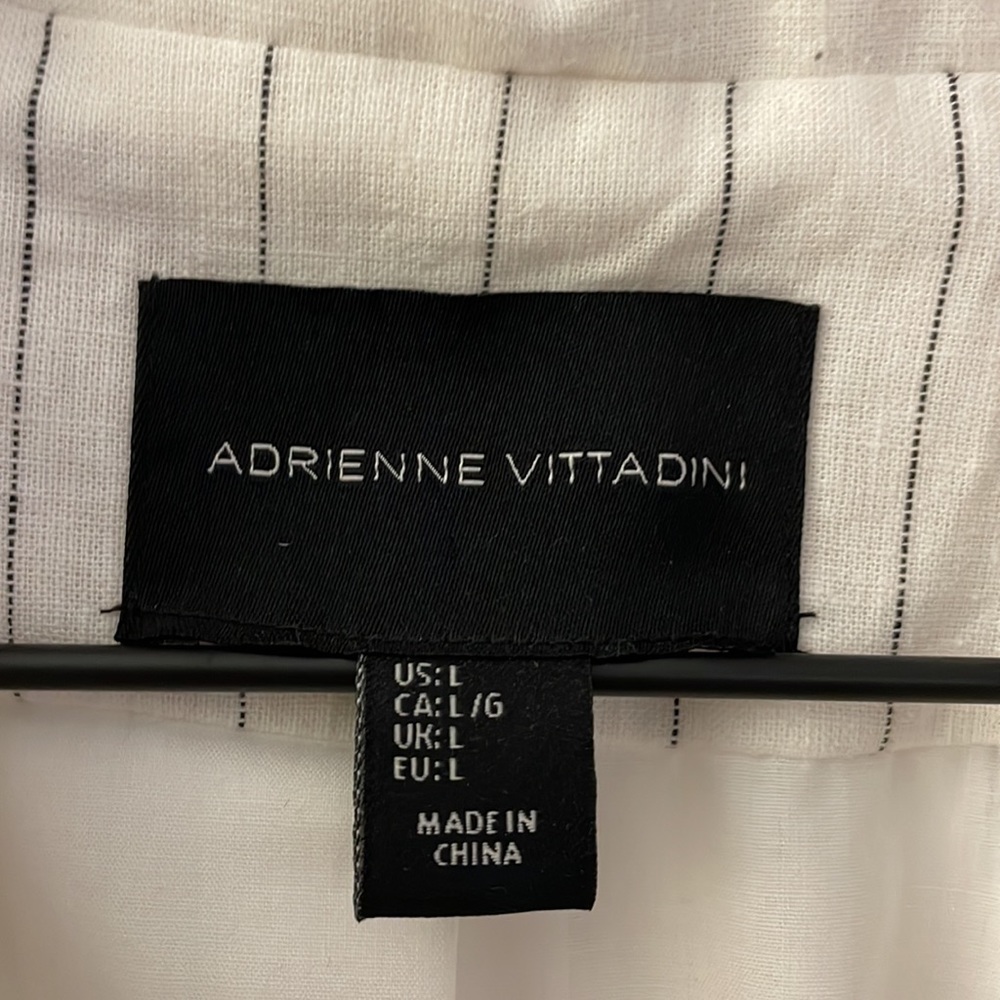 ADRIENNE VITTADINI
US: L
CA: L/G
UK: L
EU: L
MADE IN
CHINA